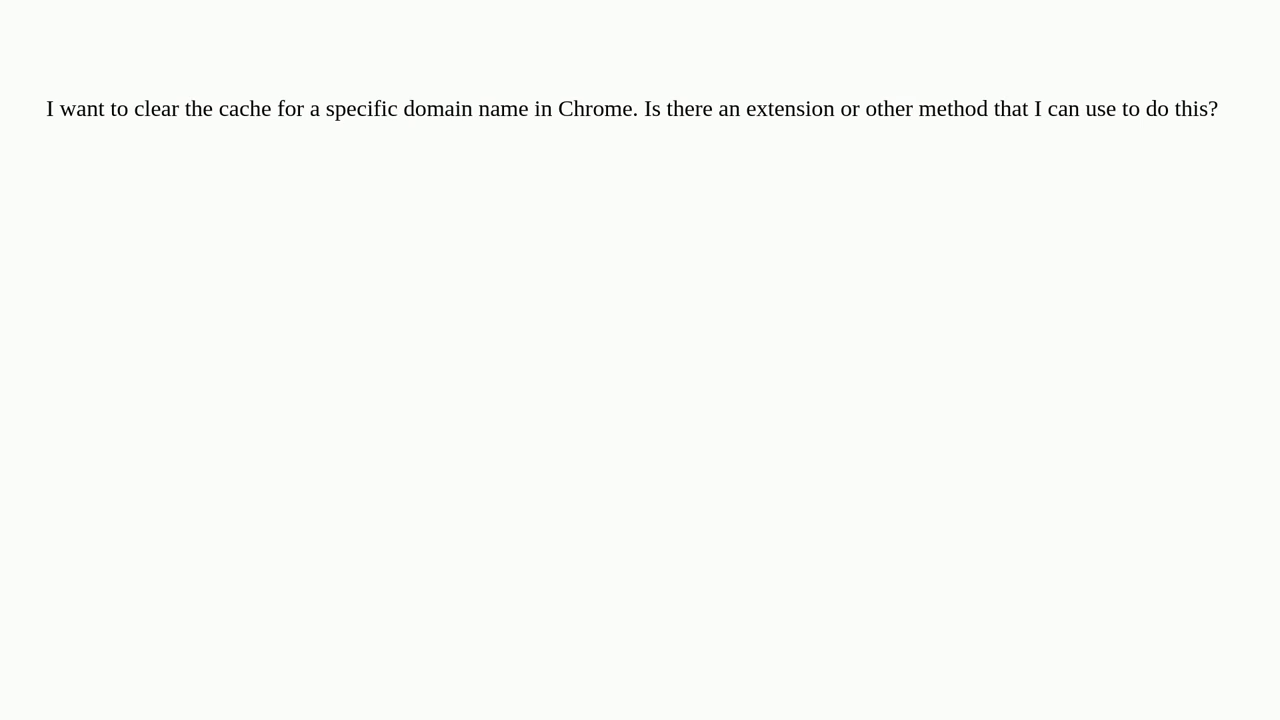 I want to clear the cache for a specific domain name in Chrome. Is there an extension or other method that I can use to do this?